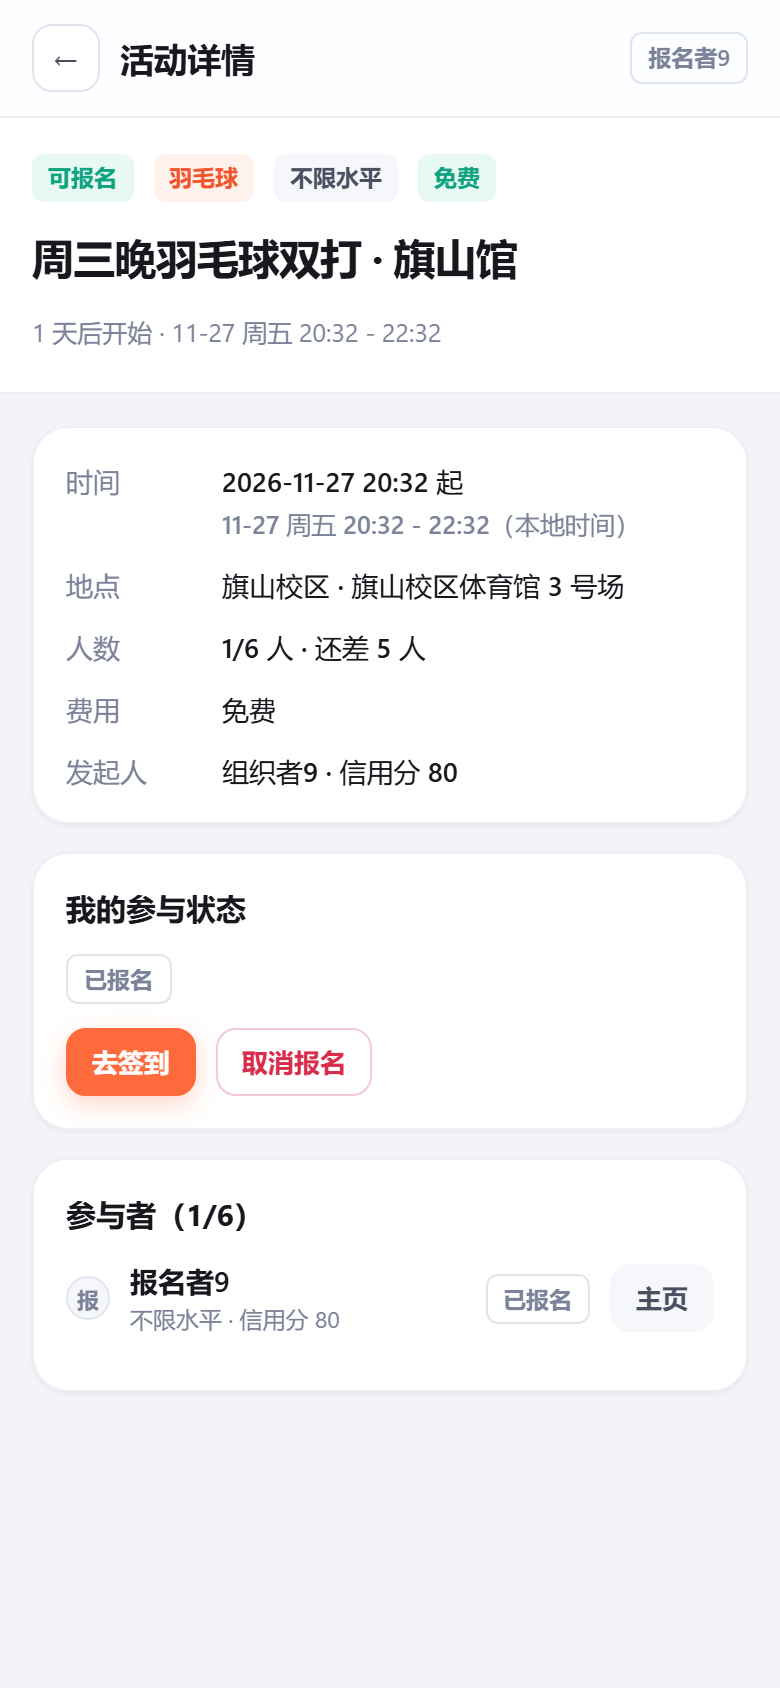 ← 活动详情 报名者9
可报名 羽毛球 不限水平 免费
周三晚羽毛球双打 · 旗山馆
1 天后开始 · 11-27 周五 20:32 - 22:32
时间 2026-11-27 20:32 起
11-27 周五 20:32 - 22:32（本地时间）
地点 旗山校区 · 旗山校区体育馆 3 号场
人数 1/6 人 · 还差 5 人
费用 免费
发起人 组织者9 · 信用分 80
我的参与状态
已报名
去签到 取消报名
参与者（1/6）
报 报名者9 已报名 主页
不限水平 · 信用分 80